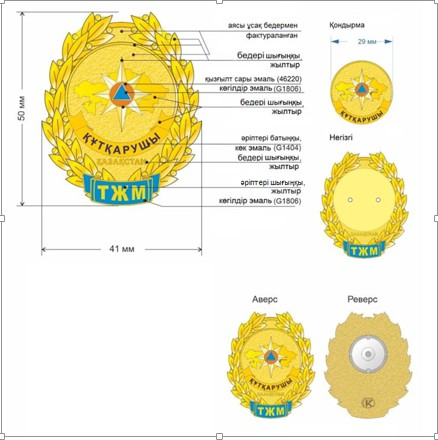 аясы ұсақ бедермен
фактураланған
бедері шығыңқы
жылтыр
қызғылт сары эмаль (46220)
көгілдір эмаль (G1806)
бедері шығыңқы,
жылтыр
әріптері батыңқы,
көк эмаль (G1404)
бедері шығыңқы,
жылтыр
әріптері шығыңқы,
жылтыр
көгілдір эмаль (G1806)
50 мм
41 мм
ҚҰТҚАРУШЫ
ҚАЗАҚСТАН
ТЖМ
Қондырма
29 мм
ҚҰТҚАРУШЫ
Негізгі
ТЖМ
Аверс
ҚҰТҚАРУШЫ
ТЖМ
Реверс
K